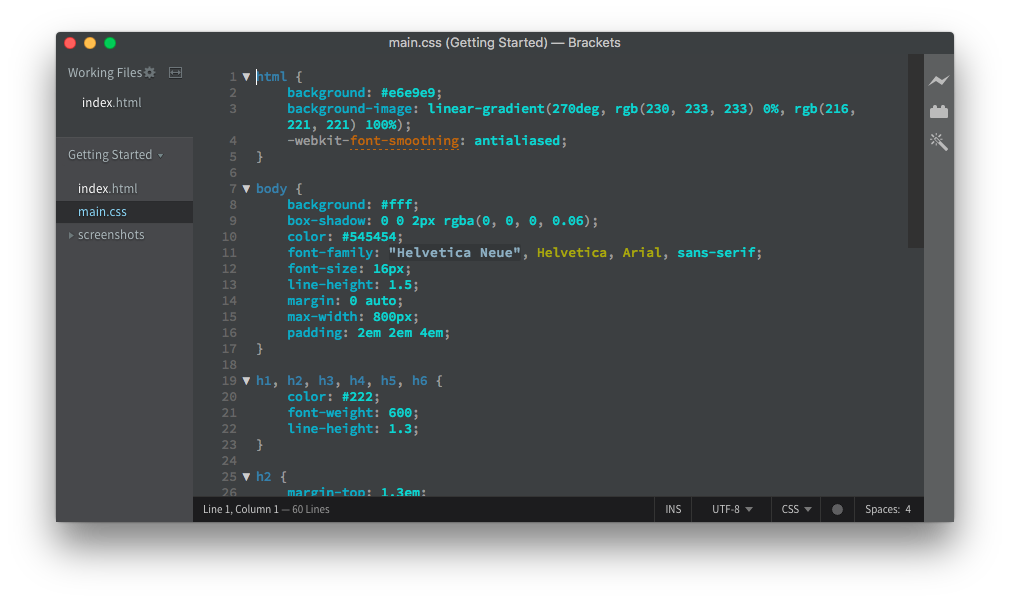 main.css (Getting Started) — Brackets
Working Files
index.html
Getting Started
index.html
main.css
screenshots
1 html {
2 background: #e6e9e9;
3 background-image: linear-gradient(270deg, rgb(230, 233, 233) 0%, rgb(216,
221, 221) 100%);
4 -webkit-font-smoothing: antialiased;
5 }
6
7 body {
8 background: #fff;
9 box-shadow: 0 0 2px rgba(0, 0, 0, 0.06);
10 color: #545454;
11 font-family: "Helvetica Neue", Helvetica, Arial, sans-serif;
12 font-size: 16px;
13 line-height: 1.5;
14 margin: 0 auto;
15 max-width: 800px;
16 padding: 2em 2em 4em;
17 }
18
19 h1, h2, h3, h4, h5, h6 {
20 color: #222;
21 font-weight: 600;
22 line-height: 1.3;
23 }
24
25 h2 {
26 margin-top: 1.3em;
Line 1, Column 1 — 60 Lines
INS
UTF-8
CSS
Spaces: 4